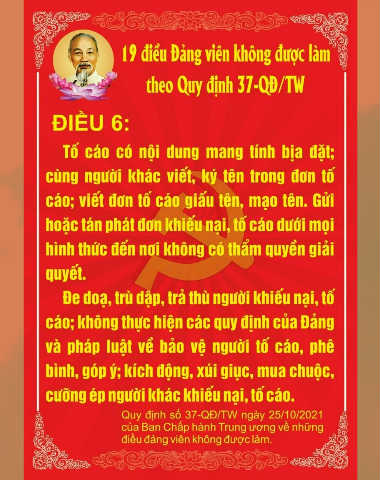 19 điều Đảng viên không được làm
theo Quy định 37-QĐ/TW
ĐIỀU 6:
Tố cáo có nội dung mang tính bịa đặt;
cùng người khác viết, ký tên trong đơn tố
cáo; viết đơn tố cáo giấu tên, mạo tên. Gửi
hoặc tán phát đơn khiếu nại, tố cáo dưới mọi
hình thức đến nơi không có thẩm quyền giải
quyết.
Đe doạ, trù dập, trả thù người khiếu nại, tố
cáo; không thực hiện các quy định của Đảng
và pháp luật về bảo vệ người tố cáo, phê
bình, góp ý; kích động, xúi giục, mua chuộc,
cưỡng ép người khác khiếu nại, tố cáo.
Quy định số 37-QĐ/TW ngày 25/10/2021
của Ban Chấp hành Trung ương về những
điều đảng viên không được làm.